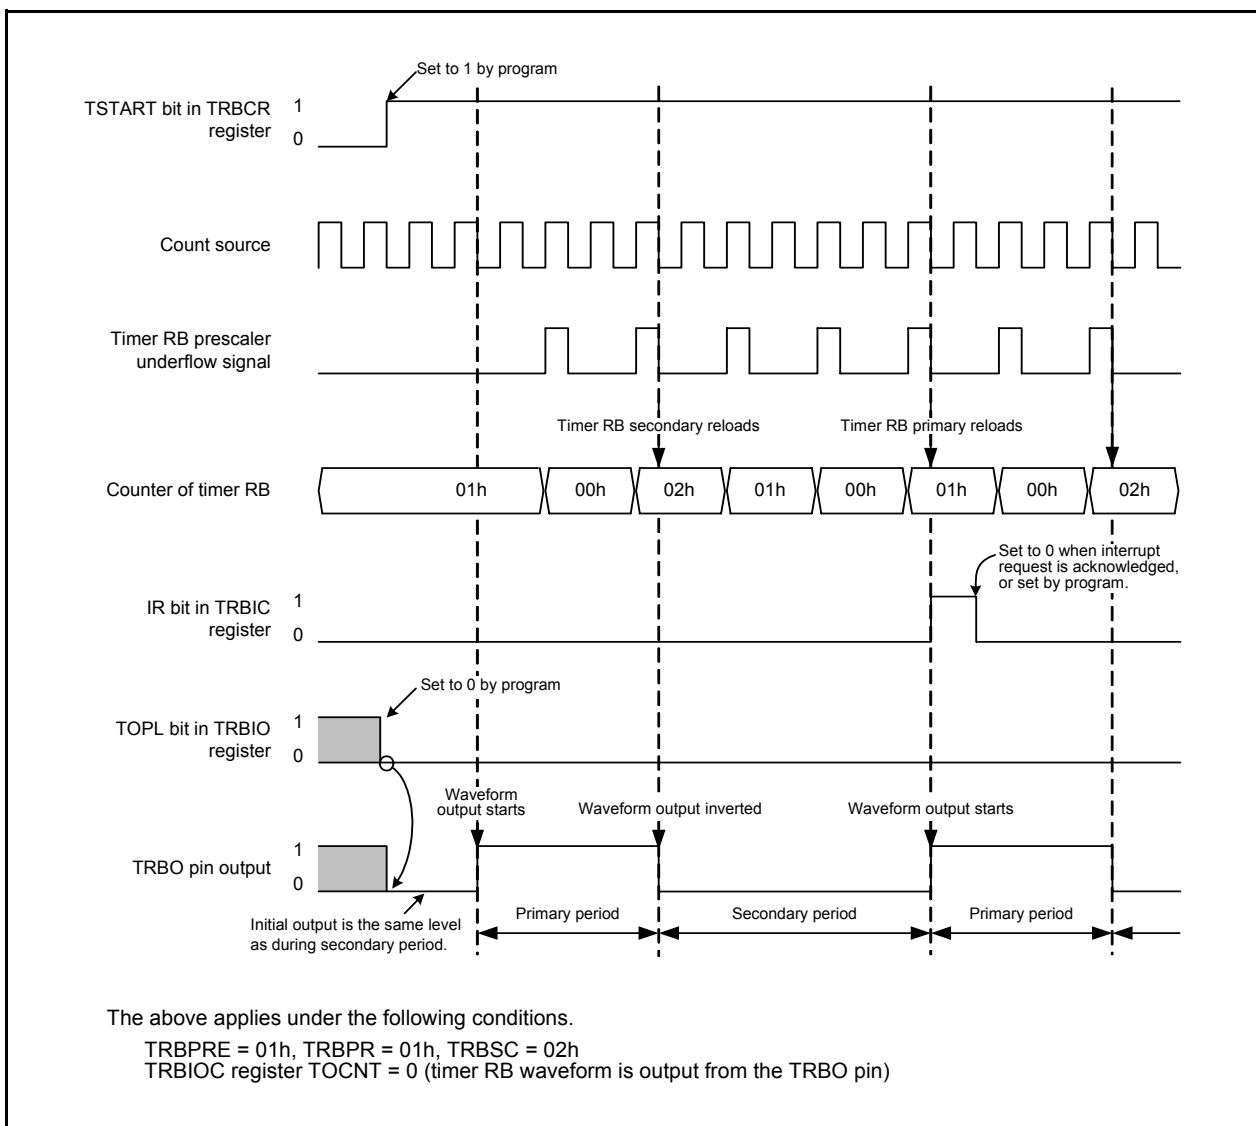 Set to 1 by program
TSTART bit in TRBCR
register
1
0
Count source
Timer RB prescaler
underflow signal
Timer RB secondary reloads
Timer RB primary reloads
Counter of timer RB
01h
00h
02h
01h
00h
01h
00h
02h
Set to 0 when interrupt
request is acknowledged,
or set by program.
IR bit in TRBIC
register
1
0
Set to 0 by program
TOPL bit in TRBIO
register
1
0
Waveform
output starts
Waveform output inverted
Waveform output starts
TRBO pin output
1
0
Initial output is the same level
as during secondary period.
Primary period
Secondary period
Primary period
The above applies under the following conditions.
TRBPRE = 01h, TRBPR = 01h, TRBSC = 02h
TRBIOC register TOCNT = 0 (timer RB waveform is output from the TRBO pin)